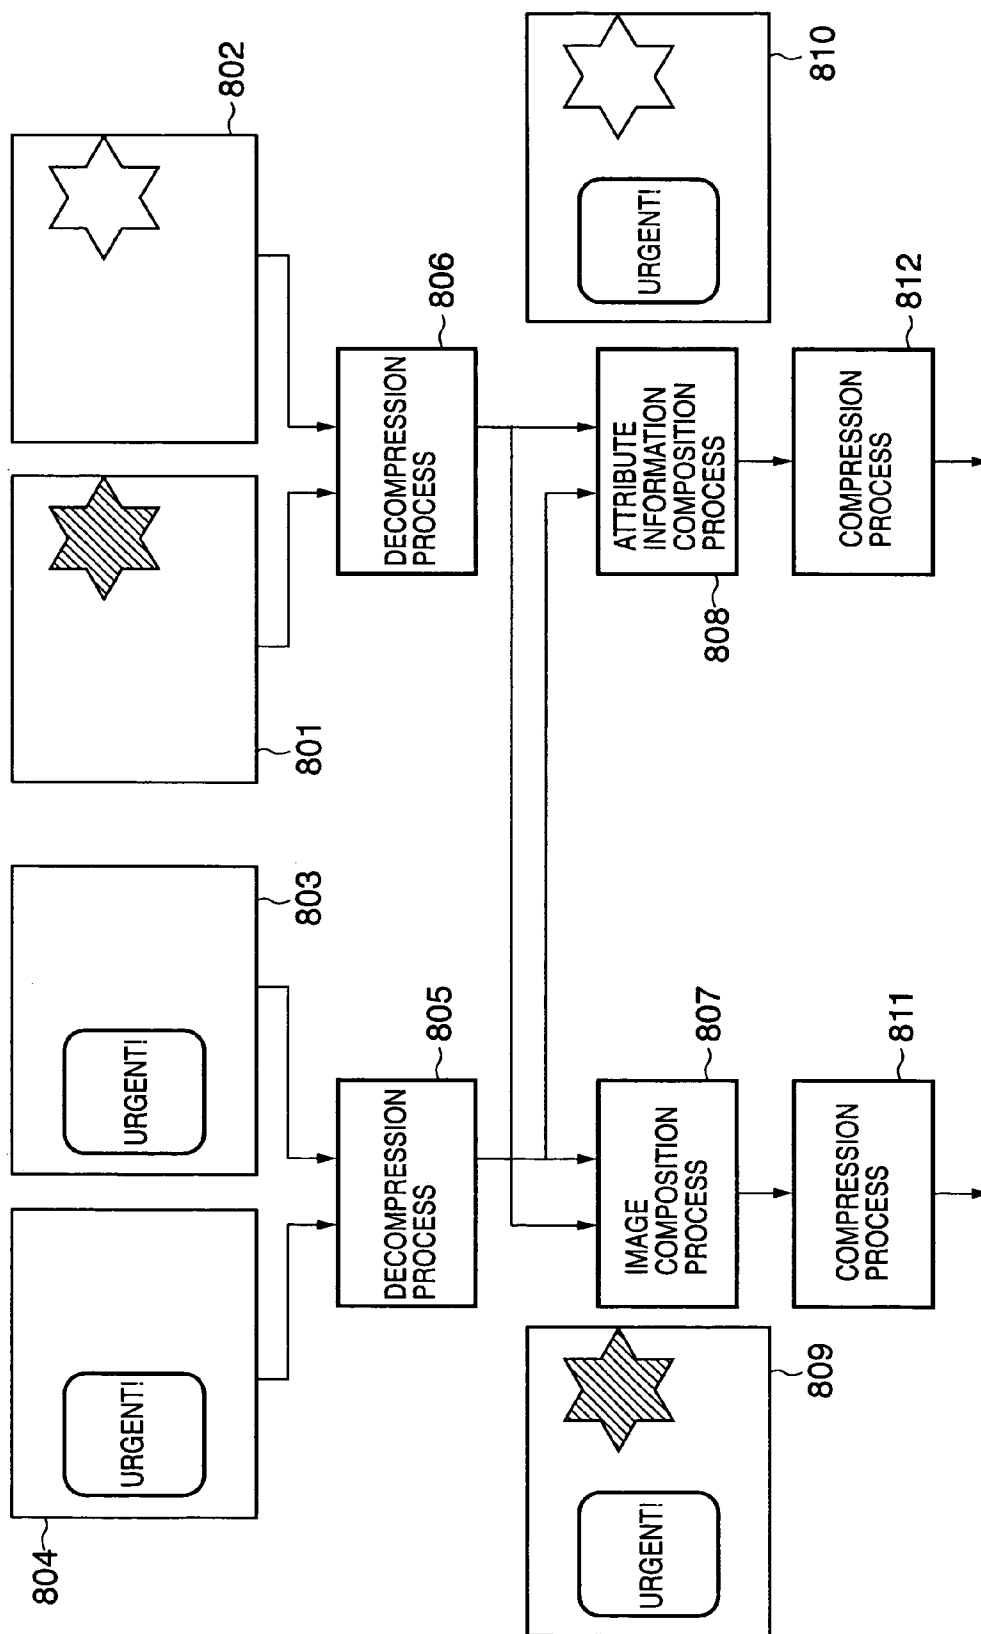 804
URGENT!
803
URGENT!
801
802
DECOMPRESSION
PROCESS
805
DECOMPRESSION
PROCESS
806
809
URGENT!
IMAGE
COMPOSITION
PROCESS
807
808
ATTRIBUTE
INFORMATION
COMPOSITION
PROCESS
810
URGENT!
COMPRESSION
PROCESS
811
COMPRESSION
PROCESS
812